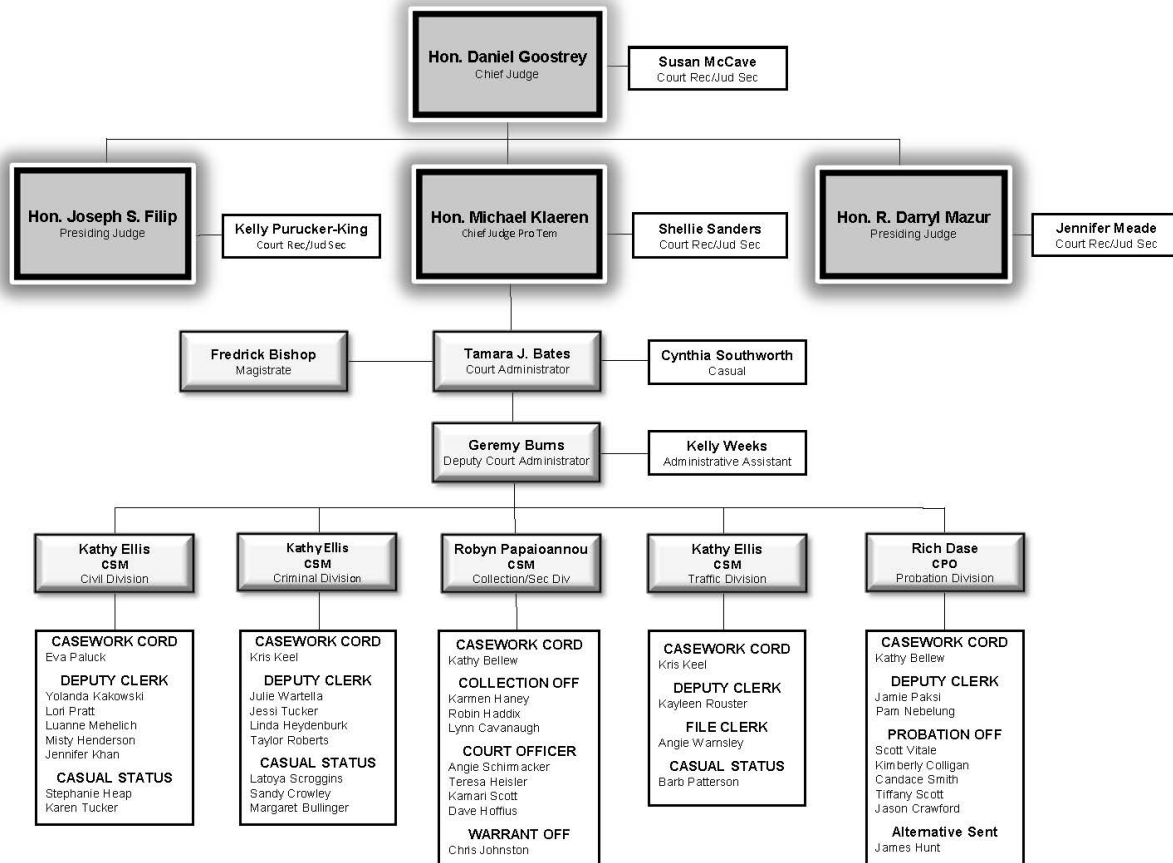 Hon. Daniel Goostrey
Chief Judge
Susan McCave
Court Rec/Jud Sec
Hon. Joseph S. Filip
Presiding Judge
Kelly Purucker-King
Court Rec/Jud Sec
Hon. Michael Klaeren
Chief Judge Pro Tem
Shellie Sanders
Court Rec/Jud Sec
Hon. R. Darryl Mazur
Presiding Judge
Jennifer Meade
Court Rec/Jud Sec
Fredrick Bishop
Magistrate
Tamara J. Bates
Court Administrator
Cynthia Southworth
Casual
Geremy Burns
Deputy Court Administrator
Kelly Weeks
Administrative Assistant
Kathy Ellis
CSM
Civil Division
Kathy Ellis
CSM
Criminal Division
Robyn Papaioannou
CSM
Collection/Sec Div
Kathy Ellis
CSM
Traffic Division
Rich Dase
CPO
Probation Division
CASEWORK CORD
Eva Paluck
DEPUTY CLERK
Yolanda Kakowski
Lori Pratt
Luanne Mehelich
Misty Henderson
Jennifer Khan
CASUAL STATUS
Stephanie Heap
Karen Tucker
CASEWORK CORD
Kris Keel
DEPUTY CLERK
Julie Wartella
Jessi Tucker
Linda Heydenburk
Taylor Roberts
CASUAL STATUS
Latoya Scroggins
Sandy Crowley
Margaret Bullinger
CASEWORK CORD
Kathy Bellew
COLLECTION OFF
Karmen Haney
Robin Haddix
Lynn Cavanaugh
COURT OFFICER
Angie Schirmacker
Teresa Heisler
Kamari Scott
Dave Hoffius
WARRANT OFF
Chris Johnston
CASEWORK CORD
Kris Keel
DEPUTY CLERK
Kayleen Rouster
FILE CLERK
Angie Warnsley
CASUAL STATUS
Barb Patterson
CASEWORK CORD
Kathy Bellew
DEPUTY CLERK
Jamie Paksi
Pam Nebelung
PROBATION OFF
Scott Vitale
Kimberly Colligan
Candace Smith
Tiffany Scott
Jason Crawford
Alternative Sent
James Hunt